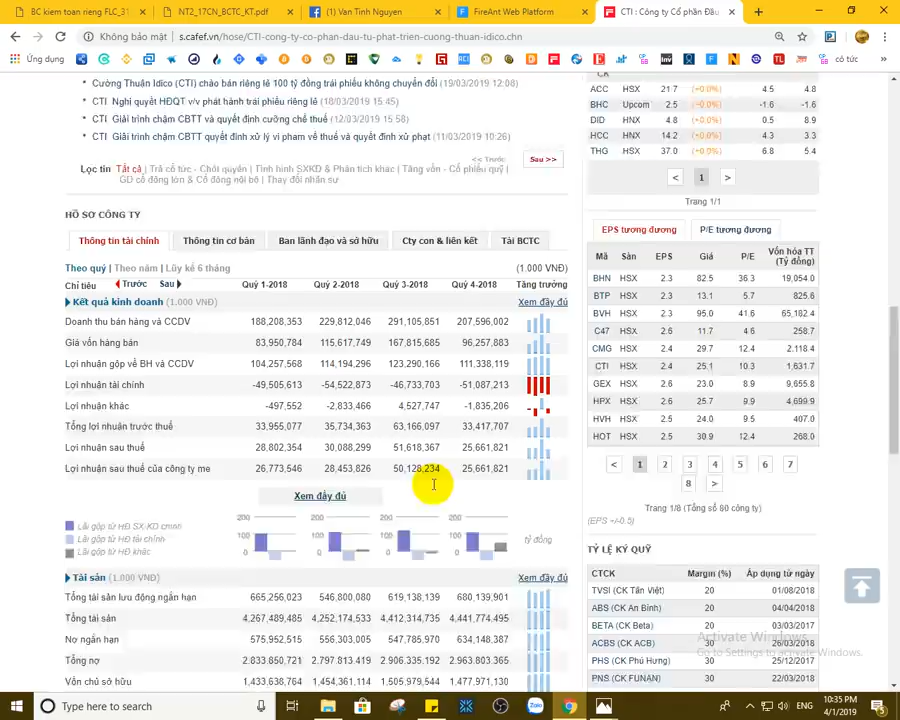 BC kiem toan rieng FLC_31
NT2_17CN_BCTC_KT.pdf
(1) Van Tinh Nguyen
FireAnt Web Platform
CTI : Công ty Cổ phần Đầu
Không bảo mật | s.cafef.vn/hose/CTI-cong-ty-co-phan-dau-tu-phat-trien-cuong-thuan-idico.chn
Ứng dụng
cổ tức
Cường Thuận Idico (CTI) chào bán riêng lẻ 100 tỷ đồng trái phiếu không chuyển đổi (19/03/2019 12:08)
CTI Nghị quyết HĐQT v/v phát hành trái phiếu riêng lẻ (18/03/2019 15:45)
CTI Giải trình chậm CBTT và quyết định cưỡng chế thuế (12/03/2019 15:58)
CTI Giải trình chậm CBTT quyết định xử lý vi phạm về thuế và quyết định xử phạt (11/03/2019 10:26)
<< Trước Sau >>
Lọc tin Tất cả | Trả cổ tức - Chốt quyền | Tình hình SXKD & Phân tích khác | Tăng vốn - Cổ phiếu quỹ |
GD cổ đông lớn & Cổ đông nội bộ | Thay đổi nhân sự
HỒ SƠ CÔNG TY
Thông tin tài chính Thông tin cơ bản Ban lãnh đạo và sở hữu Cty con & liên kết Tải BCTC
Theo quý | Theo năm | Lũy kế 6 tháng (1.000 VNĐ)
Chỉ tiêu Trước Sau Quý 1-2018 Quý 2-2018 Quý 3-2018 Quý 4-2018 Tăng trưởng
Kết quả kinh doanh (1.000 VNĐ) Xem đầy đủ
Doanh thu bán hàng và CCDV 188,208,353 229,812,046 291,105,851 207,596,002
Giá vốn hàng bán 83,950,784 115,617,749 167,815,685 96,257,883
Lợi nhuận gộp về BH và CCDV 104,257,568 114,194,296 123,290,166 111,338,119
Lợi nhuận tài chính -49,505,613 -54,522,873 -46,733,703 -51,087,213
Lợi nhuận khác -497,552 -2,833,466 4,527,747 -1,835,206
Tổng lợi nhuận trước thuế 33,955,077 35,734,363 63,166,097 33,417,707
Lợi nhuận sau thuế 28,802,354 30,088,299 51,618,367 25,661,821
Lợi nhuận sau thuế của công ty mẹ 26,773,546 28,453,826 50,128,234 25,661,821
Xem đầy đủ
Lãi gộp từ HĐ SX-KD chính
Lãi gộp từ HĐ tài chính
Lãi gộp từ HĐ khác
200 200 200 200
100 100 100 100
0 0 0 0
tỷ đồng
Tài sản (1.000 VNĐ) Xem đầy đủ
Tổng tài sản lưu động ngắn hạn 665,256,023 546,800,080 619,138,139 680,139,901
Tổng tài sản 4,267,489,485 4,252,174,533 4,412,314,735 4,441,774,495
Nợ ngắn hạn 575,952,515 556,303,005 547,785,970 634,148,387
Tổng nợ 2,833,850,721 2,797,813,419 2,906,335,192 2,963,803,365
Vốn chủ sở hữu 1,433,638,764 1,454,361,114 1,505,979,544 1,477,971,130
CK
ACC HSX 21.7 (+0.0%) 4.5 4.8
BHC Upcom 2.5 (+0.0%) -1.6 -1.6
DID HNX 4.8 (+0.0%) 0.5 8.9
HCC HNX 14.2 (+0.0%) 4.3 3.3
THG HSX 37.0 (+0.0%) 6.8 5.4
< 1 >
Trang 1/1
EPS tương đương P/E tương đương
Mã Sàn EPS Giá P/E Vốn hóa TT
(Tỷ đồng)
BHN HSX 2.3 82.5 36.3 19,054.0
BTP HSX 2.3 13.1 5.7 825.6
BVH HSX 2.3 95.0 41.6 65,182.4
C47 HSX 2.6 11.7 4.6 258.7
CMG HSX 2.4 29.7 12.4 2,118.4
CTI HSX 2.4 25.1 10.3 1,631.7
GEX HSX 2.6 23.0 8.9 9,655.8
HPX HSX 2.6 25.7 9.9 4,699.9
HVH HSX 2.5 24.0 9.5 407.0
HOT HSX 2.5 30.9 12.4 268.0
< 1 2 3 4 5 6 7
8 >
Trang 1/8 (Tổng số 80 công ty)
(EPS +/-0.5)
TỶ LỆ KÝ QUỸ
CTCK Margin (%) Áp dụng từ ngày
TVSI (CK Tân Việt) 20 01/08/2018
ABS (CK An Bình) 20 04/04/2018
BETA (CK Beta) 20 03/03/2018
ACBS (CK ACB) 30 26/03/2018
PHS (CK Phú Hưng) 30 25/12/2017
PNS (CK FUNAN) 30 22/03/2018
Activate Windows
Go to Settings to activate Windows.
Type here to search
ENG
10:35 PM
4/1/2019
5